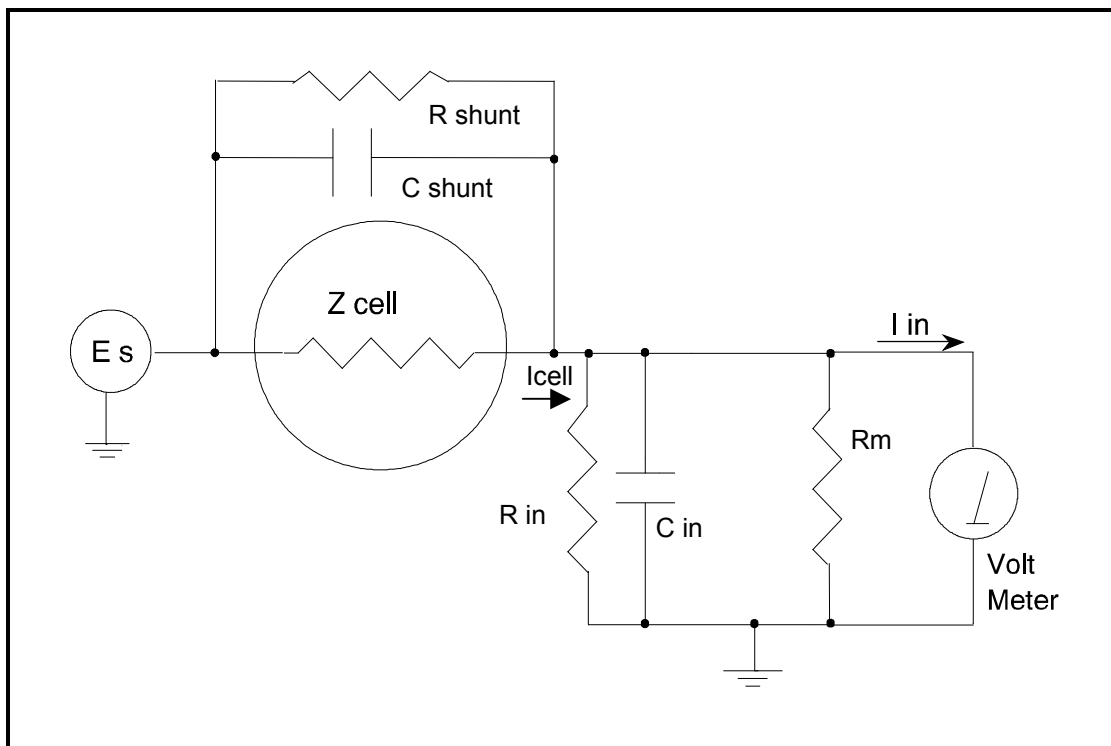 R shunt
C shunt
Z cell
E s
I in
Icell
Rm
R in
C in
Volt
Meter